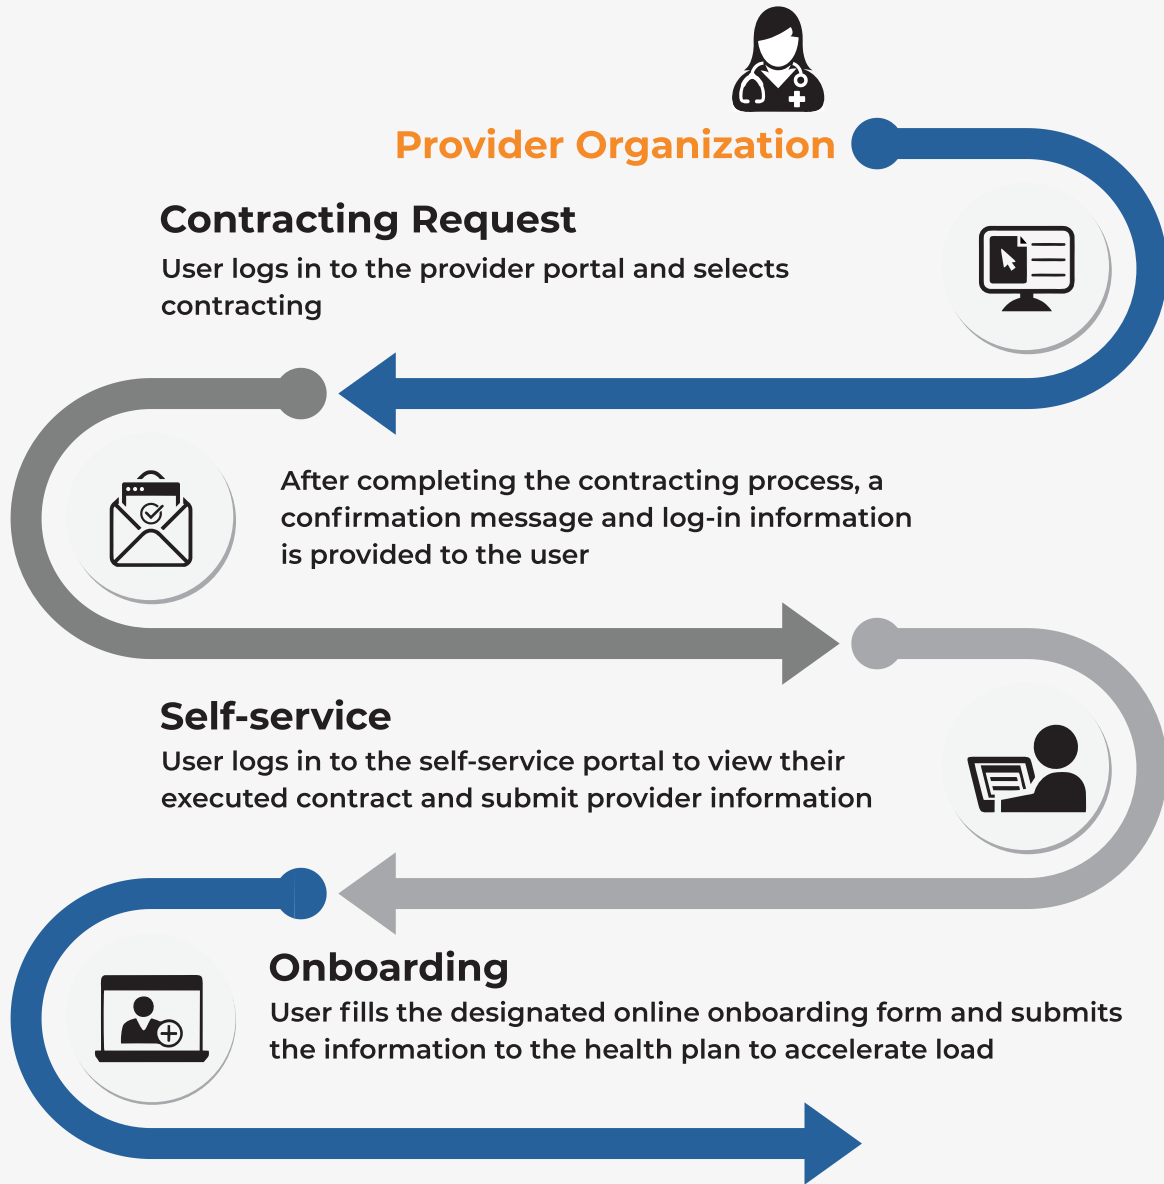 Provider Organization
Contracting Request
User logs in to the provider portal and selects
contracting
After completing the contracting process, a
confirmation message and log-in information
is provided to the user
Self-service
User logs in to the self-service portal to view their
executed contract and submit provider information
Onboarding
User fills the designated online onboarding form and submits
the information to the health plan to accelerate load